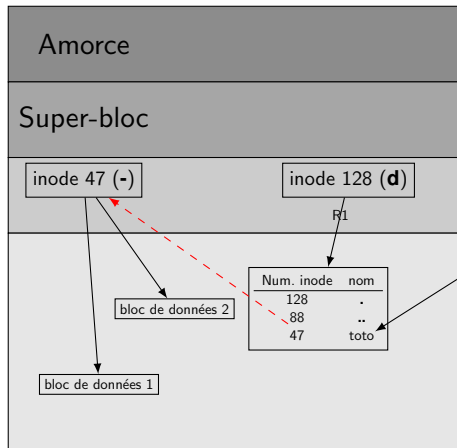 Amorce
Super-bloc
inode 47 (-)
inode 128 (d)
R1
Num. inode nom
128 .
88 ..
47 toto
bloc de données 2
bloc de données 1